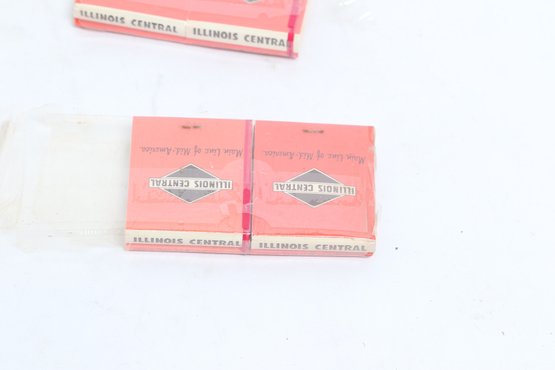 ILLINOIS CENTRAL ILLINOIS CENTRA
Main Line of Mid-America Main Line of Mid-America
ILLINOIS CENTRAL ILLINOIS CENTRAL
ILLINOIS CENTRAL ILLINOIS CENTRAL